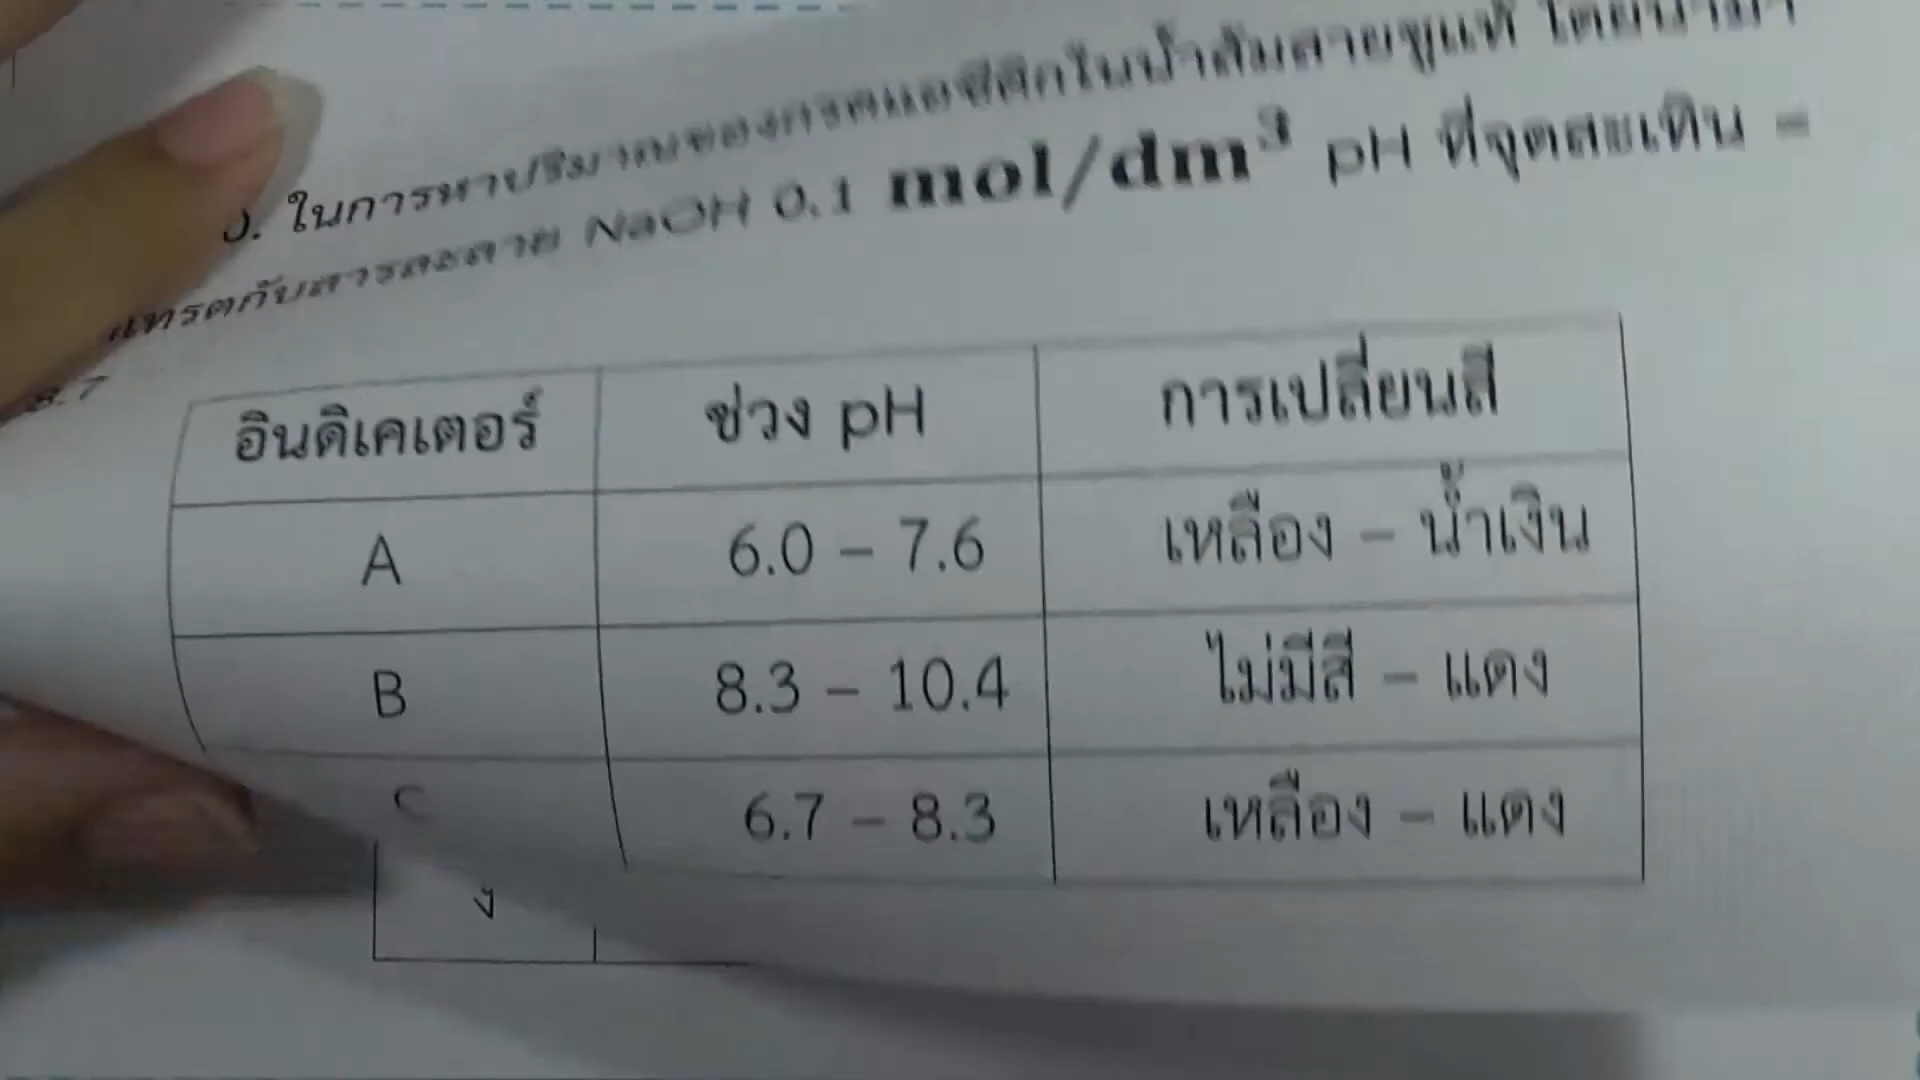 ในการหาปริมาณของกรดแอซีติกในน้ำส้มสายชูแท้ โดยนำมา
แทรตกับสารละลาย NaOH 0.1 mol/dm³ pH ที่จุดสะเทิน =
8.7
อินดิเคเตอร์ ช่วง pH การเปลี่ยนสี
A 6.0 – 7.6 เหลือง – น้ำเงิน
B 8.3 – 10.4 ไม่มีสี – แดง
C 6.7 – 8.3 เหลือง – แดง
ง